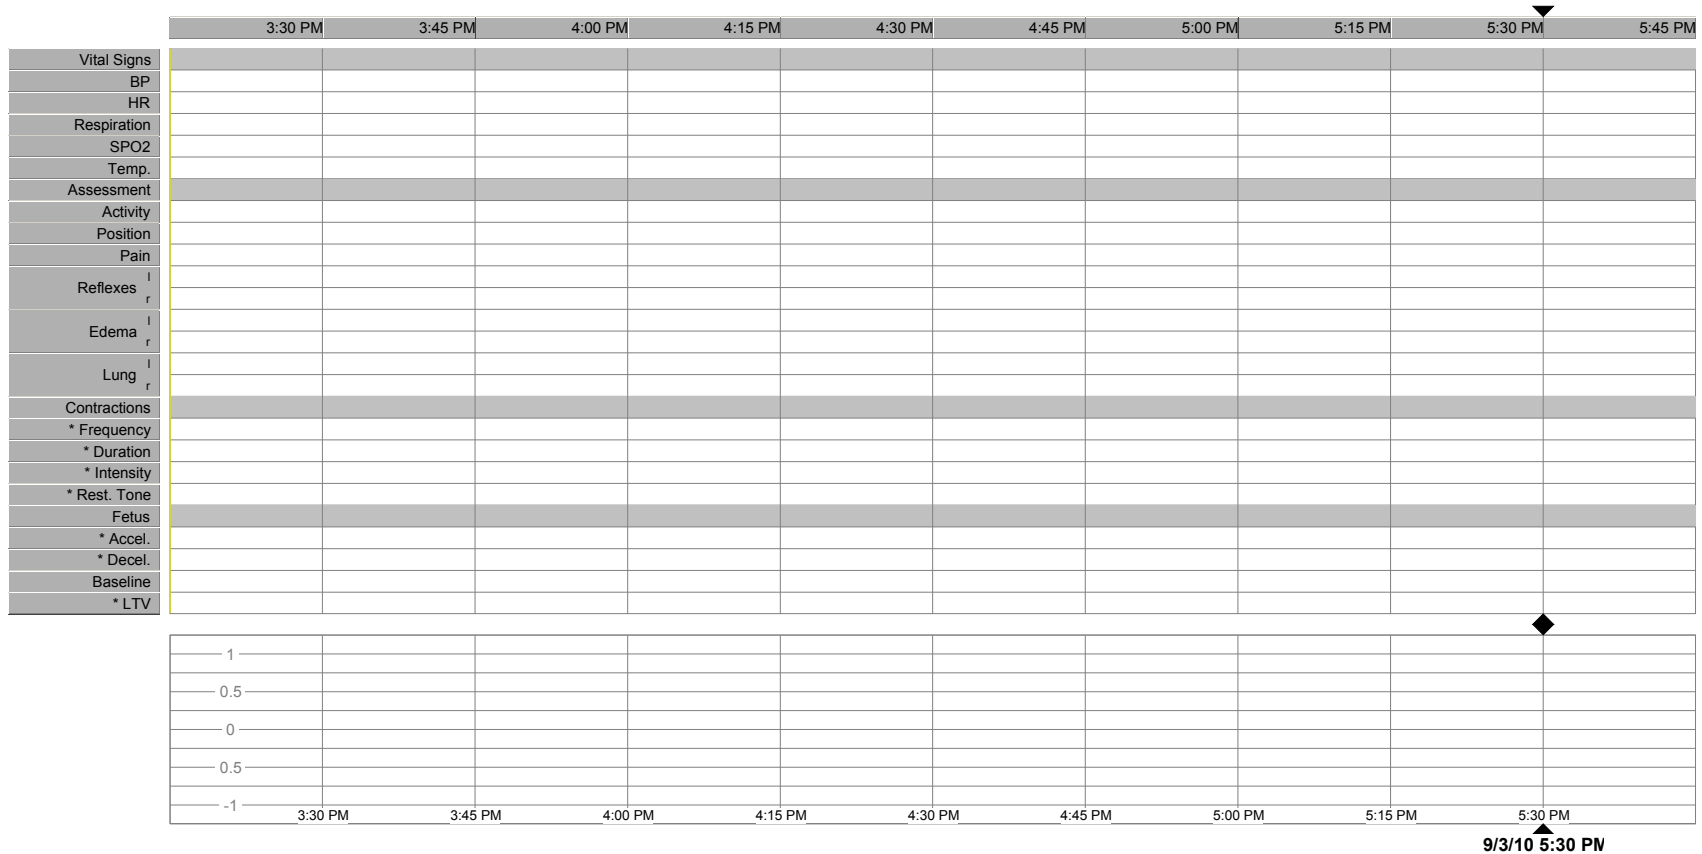 3:30 PM 3:45 PM 4:00 PM 4:15 PM 4:30 PM 4:45 PM 5:00 PM 5:15 PM 5:30 PM 5:45 PM
Vital Signs
BP
HR
Respiration
SPO2
Temp.
Assessment
Activity
Position
Pain
Reflexes l
r
Edema l
r
Lung l
r
Contractions
* Frequency
* Duration
* Intensity
* Rest. Tone
Fetus
* Accel.
* Decel.
Baseline
* LTV
1
0.5
0
0.5
-1
3:30 PM 3:45 PM 4:00 PM 4:15 PM 4:30 PM 4:45 PM 5:00 PM 5:15 PM 5:30 PM
9/3/10 5:30 PM